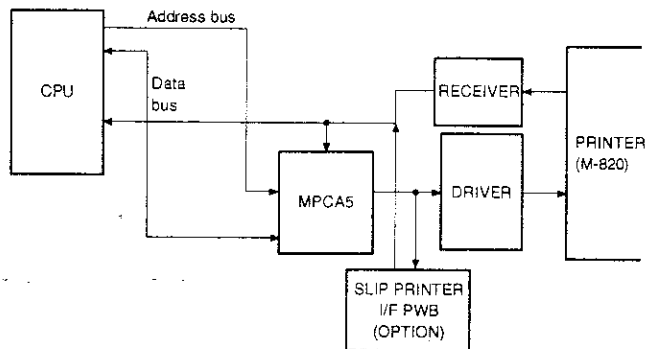 Address bus
CPU
Data
bus
RECEIVER
PRINTER
(M-820)
MPCA5
DRIVER
SLIP PRINTER
I/F PWB
(OPTION)